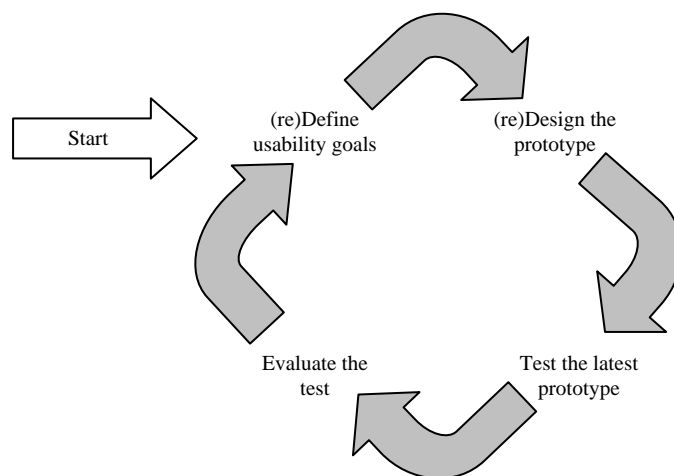 Start
(re)Define
usability goals
(re)Design the
prototype
Test the latest
prototype
Evaluate the
test